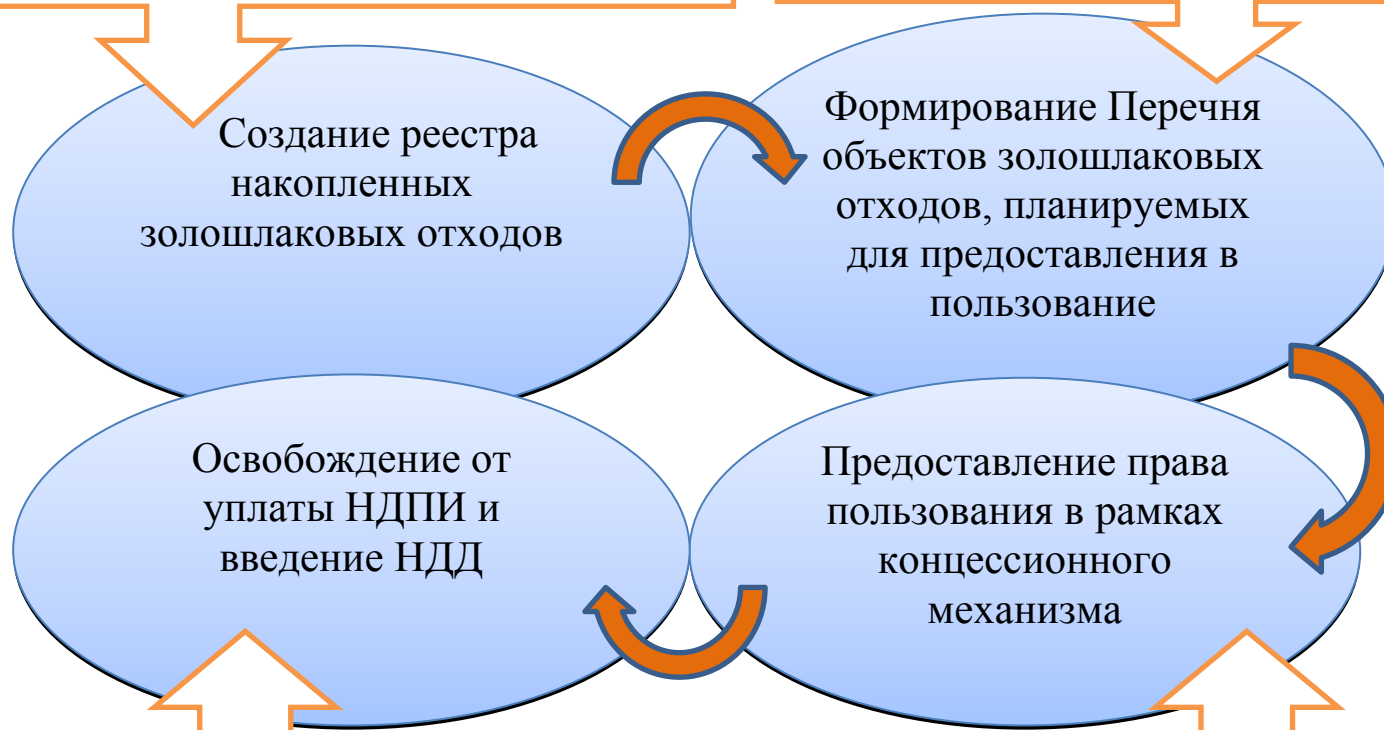 Создание реестра
накопленных
золошлаковых отходов
Формирование Перечня
объектов золошлаковых
отходов, планируемых
для предоставления в
пользование
Освобождение от
уплаты НДПИ и
введение НДД
Предоставление права
пользования в рамках
концессионного
механизма